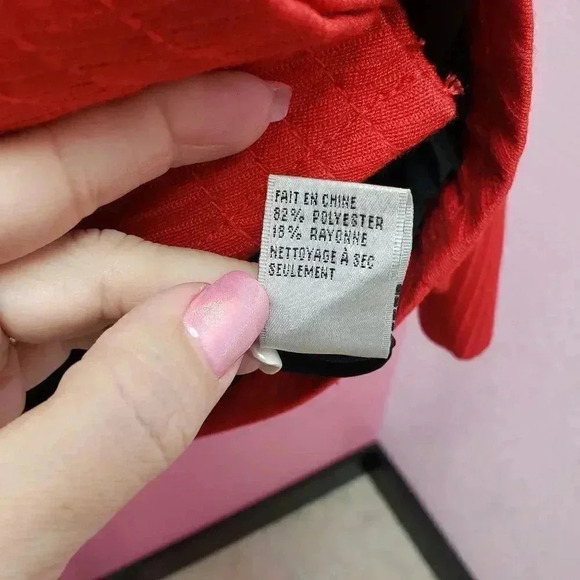 FAIT EN CHINE
82% POLYESTER
18% RAYONNE
NETTOYAGE À SEC
SEULEMENT